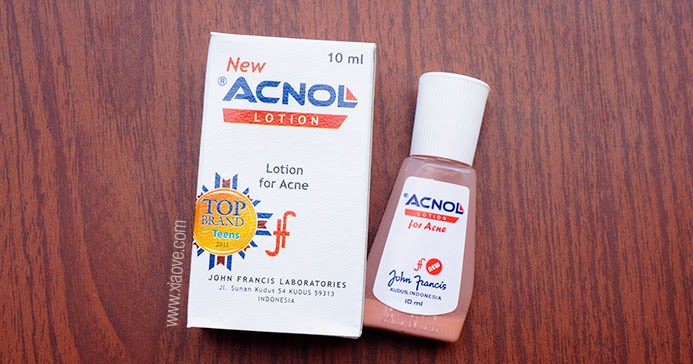 New
10 ml
®ACNOL
LOTION
Lotion
for Acne
TOP
BRAND
Teens
2011
JOHN FRANCIS LABORATORIES
Jl. Sunan Kudus 54 KUDUS 59313
INDONESIA
www.xiaove.com
®ACNOL
LOTION
for Acne
John Francis
KUDUS, INDONESIA
10 ml